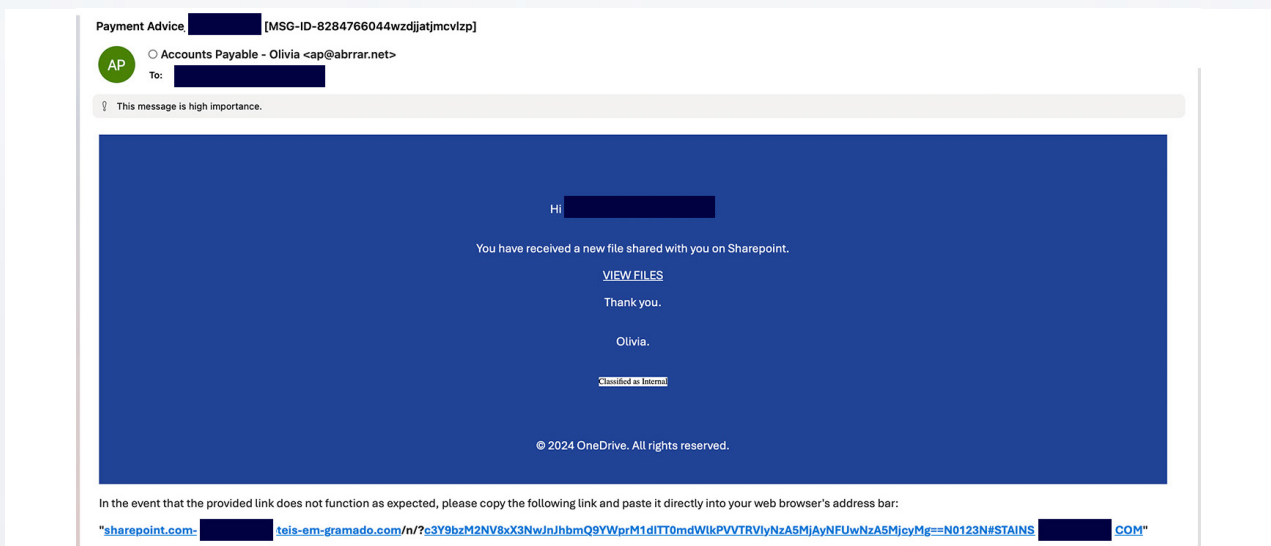 Payment Advice [MSG-ID-8284766044wzdjjatjmcvlzp]
AP
Accounts Payable - Olivia <ap@abrrar.net>
To:
This message is high importance.
Hi
You have received a new file shared with you on Sharepoint.
VIEW FILES
Thank you.
Olivia.
Classified as Internal
© 2024 OneDrive. All rights reserved.
In the event that the provided link does not function as expected, please copy the following link and paste it directly into your web browser's address bar:
"sharepoint.com- teis-em-gramado.com/n/?c3Y9bzM2NV8xX3NwJnJhbmQ9YWprM1dITT0mdWlkPVVTRVIyNzA5MjAyNFUwNzA5MjcyMg==N0123N#STAINS COM"